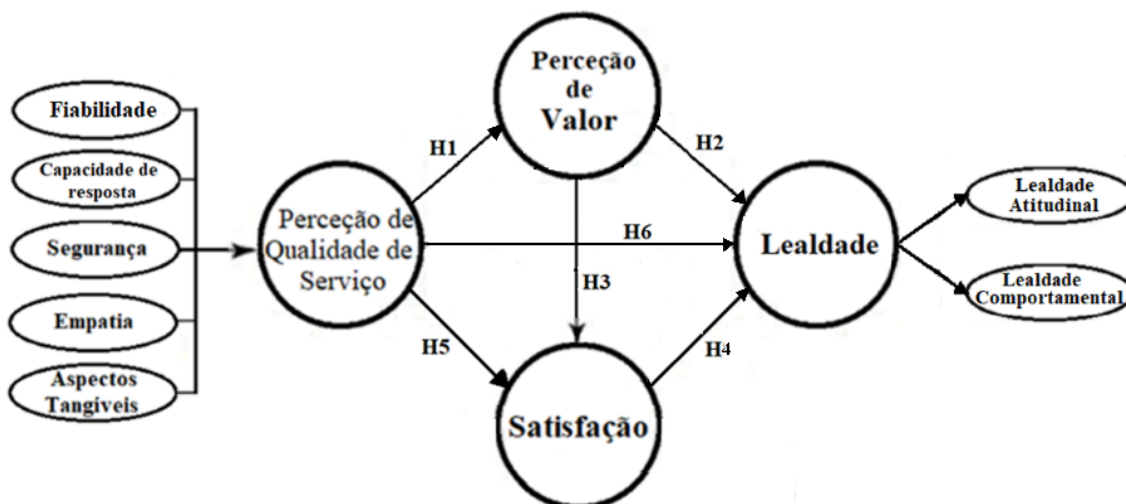 Fiabilidade
Capacidade de
resposta
Segurança
Empatia
Aspectos
Tangíveis
Perceção de
Qualidade de
Serviço
H1
Perceção
de
Valor
H2
H6
H3
H5
H4
Satisfação
Lealdade
Lealdade
Atitudinal
Lealdade
Comportamental